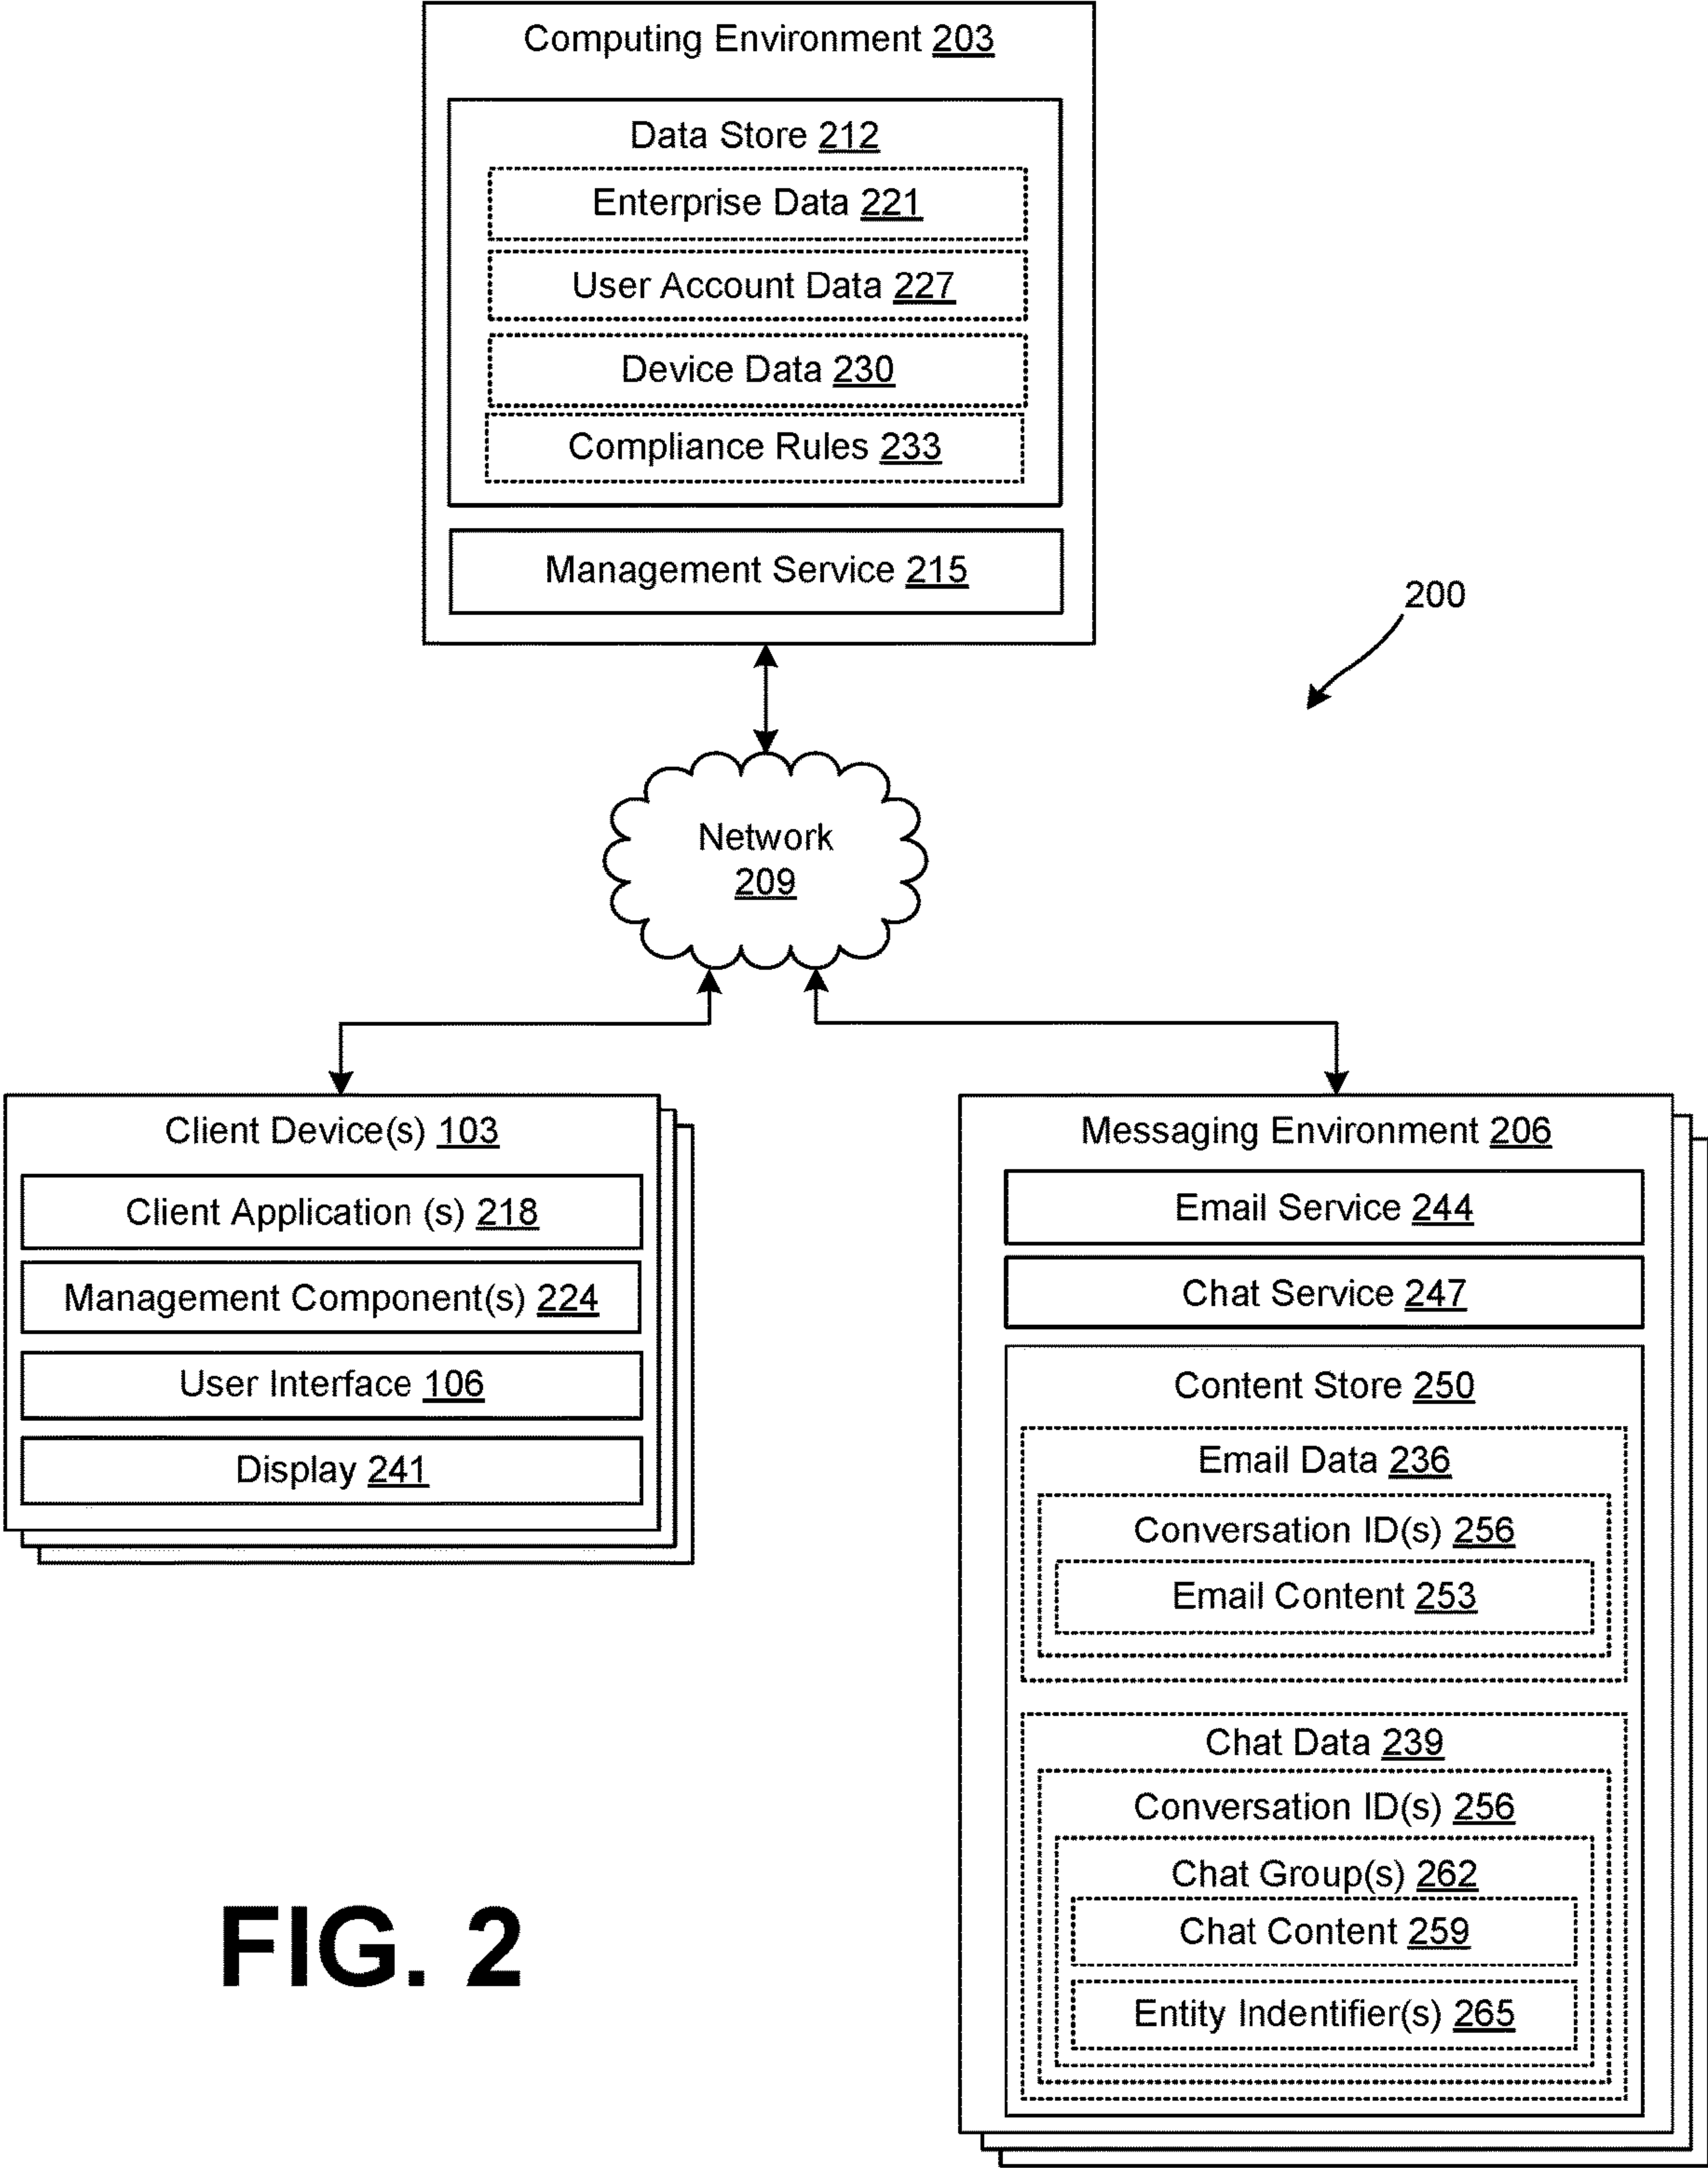 Computing Environment 203
Data Store 212
Enterprise Data 221
User Account Data 227
Device Data 230
Compliance Rules 233
Management Service 215
200
Network
209
Client Device(s) 103
Client Application (s) 218
Management Component(s) 224
User Interface 106
Display 241
Messaging Environment 206
Email Service 244
Chat Service 247
Content Store 250
Email Data 236
Conversation ID(s) 256
Email Content 253
Chat Data 239
Conversation ID(s) 256
Chat Group(s) 262
Chat Content 259
Entity Indentifier(s) 265
FIG. 2